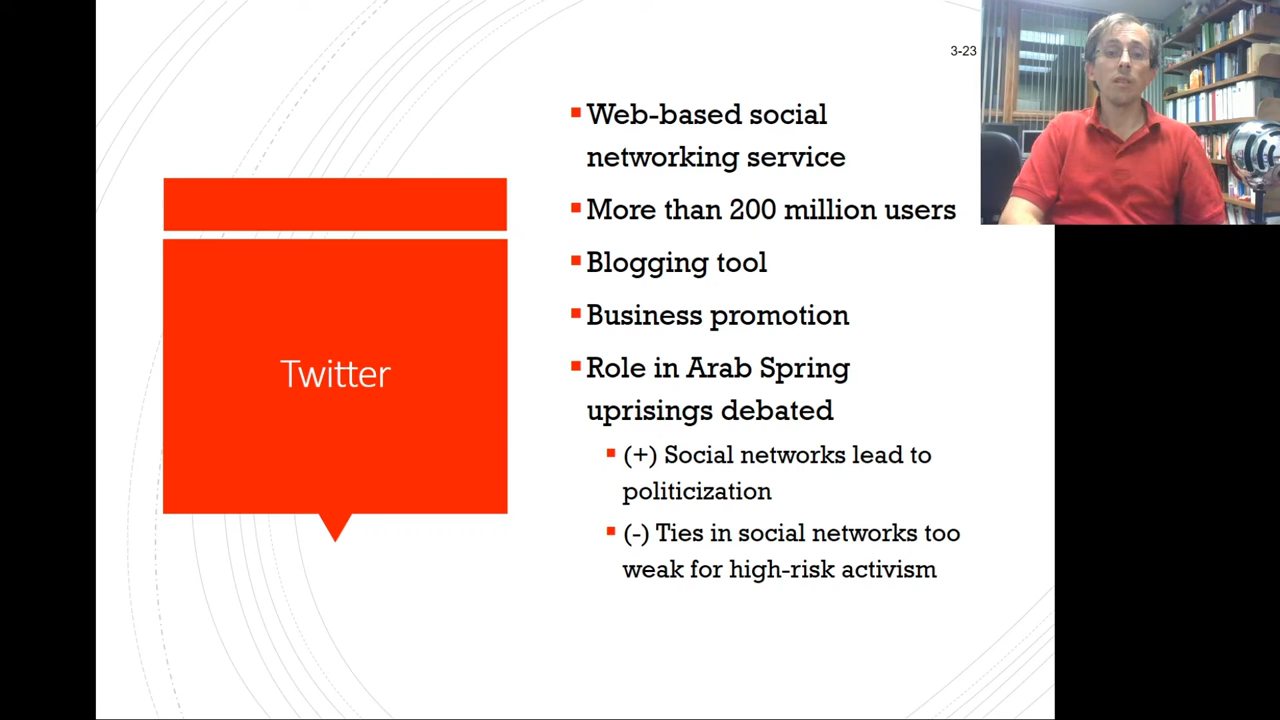 3-23
Web-based social
networking service
More than 200 million users
Blogging tool
Business promotion
Role in Arab Spring
uprisings debated
(+) Social networks lead to
politicization
(-) Ties in social networks too
weak for high-risk activism
Twitter